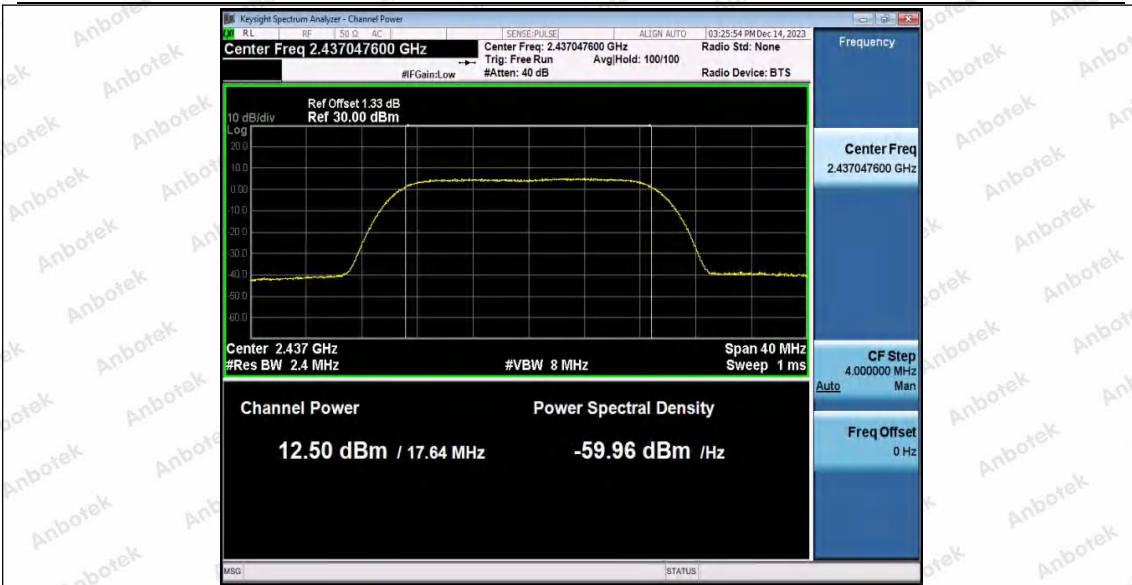 Keysight Spectrum Analyzer - Channel Power
RL RF 50 Ω AC SENSE:PULSE ALIGN AUTO 03:25:54 PM Dec 14, 2023
Center Freq 2.437047600 GHz
Center Freq: 2.437047600 GHz Radio Std: None
Trig: Free Run Avg|Hold: 100/100
#IFGain:Low #Atten: 40 dB Radio Device: BTS
Ref Offset 1.33 dB
10 dB/div Ref 30.00 dBm
Log
20.0
10.0
0.00
-10.0
-20.0
-30.0
-40.0
-50.0
-60.0
Center 2.437 GHz Span 40 MHz
#Res BW 2.4 MHz #VBW 8 MHz Sweep 1 ms
Channel Power Power Spectral Density
12.50 dBm / 17.64 MHz -59.96 dBm /Hz
MSG STATUS
Frequency
Center Freq
2.437047600 GHz
CF Step
4.000000 MHz
Auto Man
Freq Offset
0 Hz
Anbotek